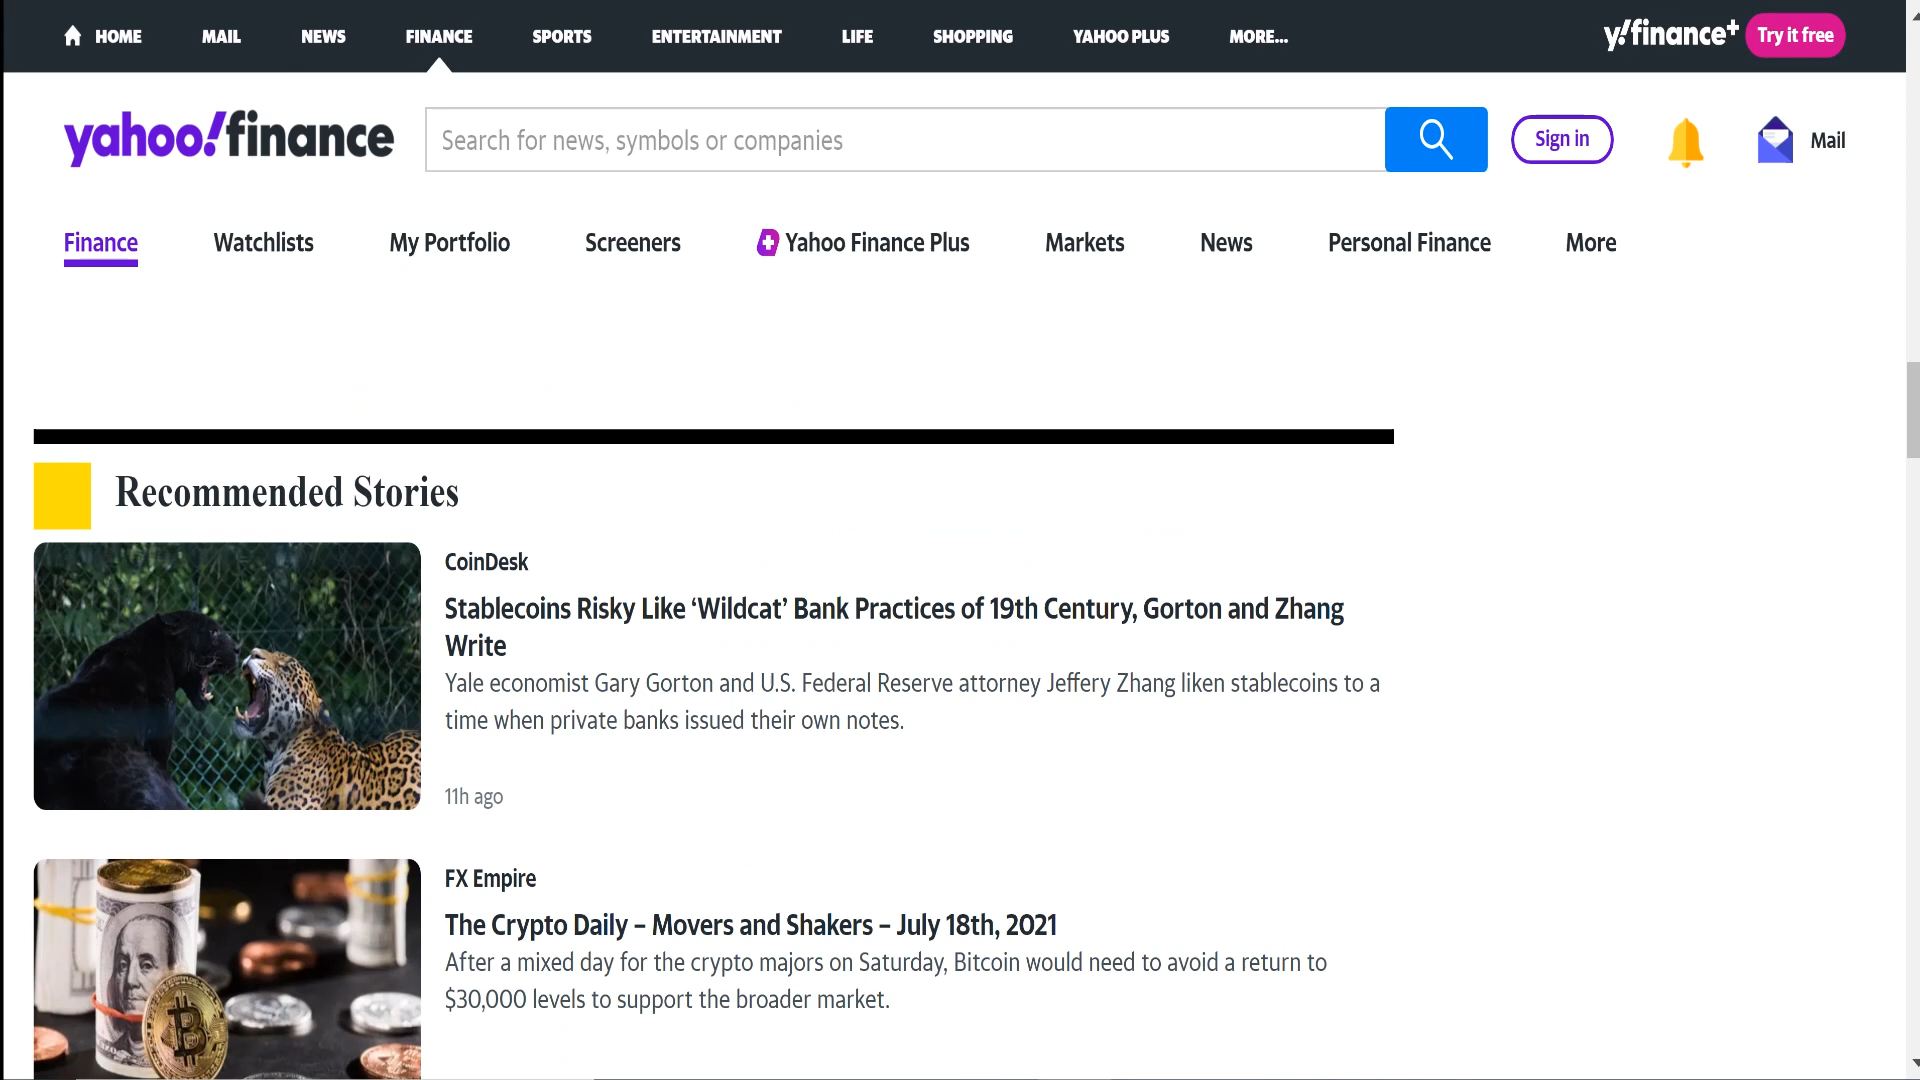 HOME MAIL NEWS FINANCE SPORTS ENTERTAINMENT LIFE SHOPPING YAHOO PLUS MORE... y!finance+ Try it free
yahoo!finance Search for news, symbols or companies Sign in Mail
Finance Watchlists My Portfolio Screeners Yahoo Finance Plus Markets News Personal Finance More
Recommended Stories
CoinDesk
Stablecoins Risky Like ‘Wildcat’ Bank Practices of 19th Century, Gorton and Zhang
Write
Yale economist Gary Gorton and U.S. Federal Reserve attorney Jeffery Zhang liken stablecoins to a
time when private banks issued their own notes.
11h ago
FX Empire
The Crypto Daily – Movers and Shakers – July 18th, 2021
After a mixed day for the crypto majors on Saturday, Bitcoin would need to avoid a return to
$30,000 levels to support the broader market.